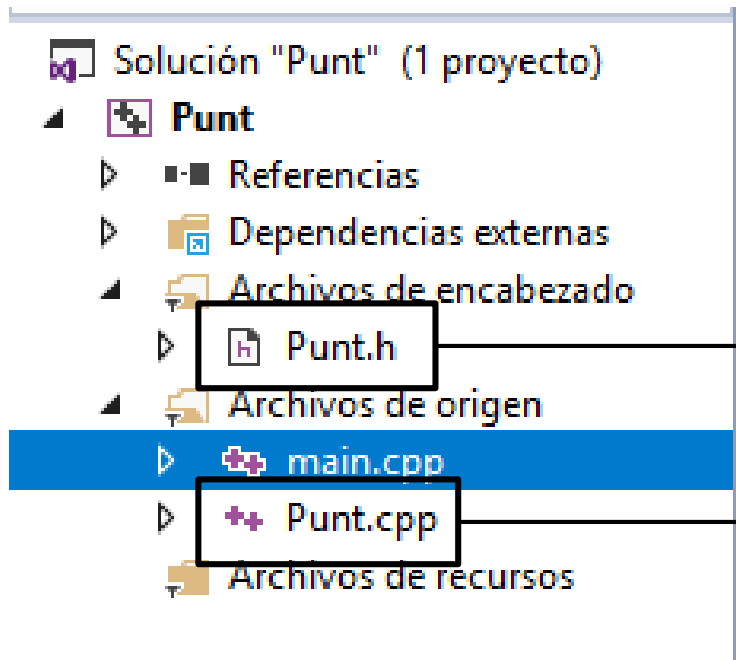 Solución "Punt" (1 proyecto)
Punt
Referencias
Dependencias externas
Archivos de encabezado
Punt.h
Archivos de origen
main.cpp
Punt.cpp
Archivos de recursos